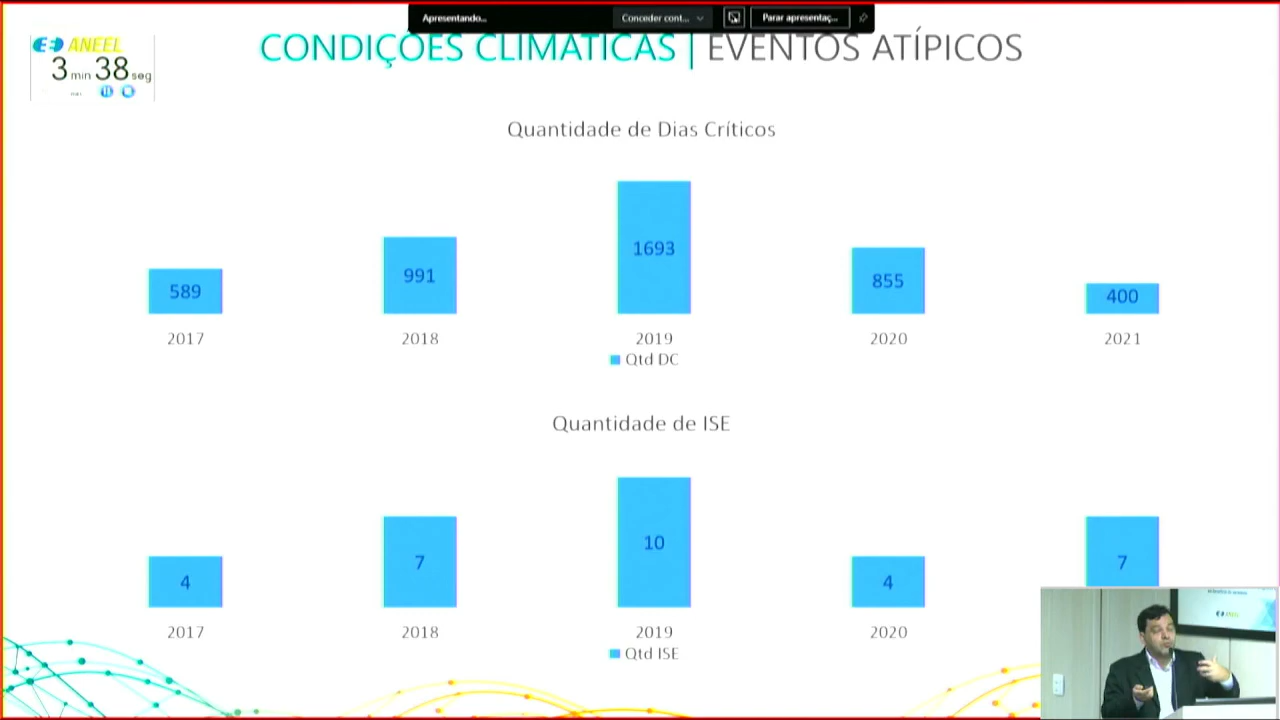 Apresentando...
Conceder cont...
Parar apresentaç...
ANEEL
3 min 38 seg
CONDIÇÕES CLIMÁTICAS | EVENTOS ATÍPICOS
Quantidade de Dias Críticos
589
991
1693
855
400
2017
2018
2019
2020
2021
Qtd DC
Quantidade de ISE
4
7
10
4
7
2017
2018
2019
2020
Qtd ISE
ANEEL